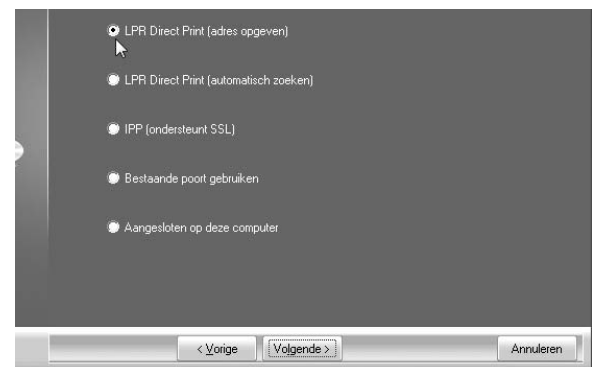 LPR Direct Print (adres opgeven)
LPR Direct Print (automatisch zoeken)
IPP (ondersteunt SSL)
Bestaande poort gebruiken
Aangesloten op deze computer
< Vorige Volgende > Annuleren